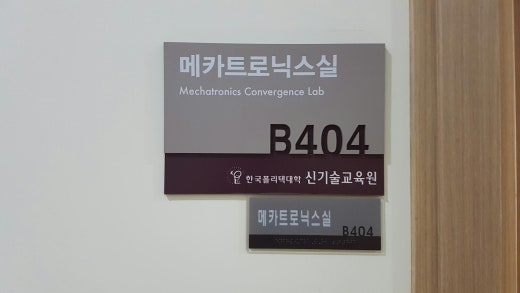 메카트로닉스실
Mechatronics Convergence Lab
B404
한국폴리텍대학 신기술교육원
메카트로닉스실
B404